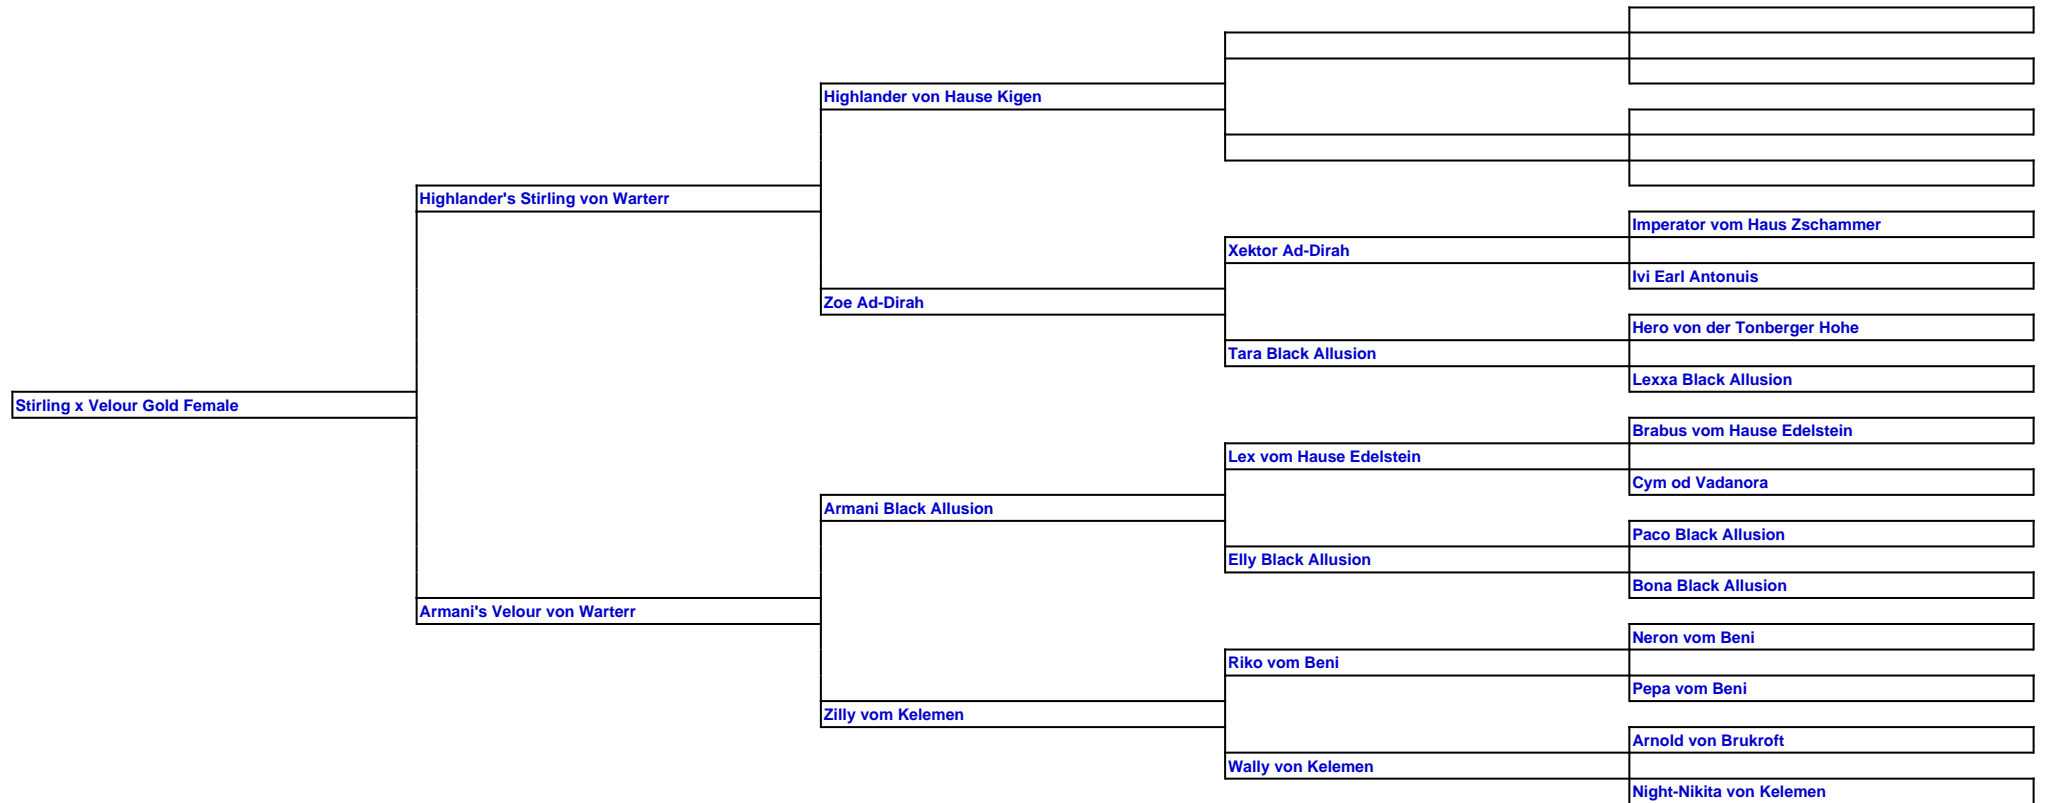 Highlander von Hause Kigen
Highlander's Stirling von Warterr
Imperator vom Haus Zschammer
Xektor Ad-Dirah
Ivi Earl Antonuis
Zoe Ad-Dirah
Hero von der Tonberger Hohe
Tara Black Allusion
Lexxa Black Allusion
Stirling x Velour Gold Female
Brabus vom Hause Edelstein
Lex vom Hause Edelstein
Cym od Vadanora
Armani Black Allusion
Paco Black Allusion
Elly Black Allusion
Bona Black Allusion
Armani's Velour von Warterr
Neron vom Beni
Riko vom Beni
Pepa vom Beni
Zilly vom Kelemen
Arnold von Brukroft
Wally von Kelemen
Night-Nikita von Kelemen